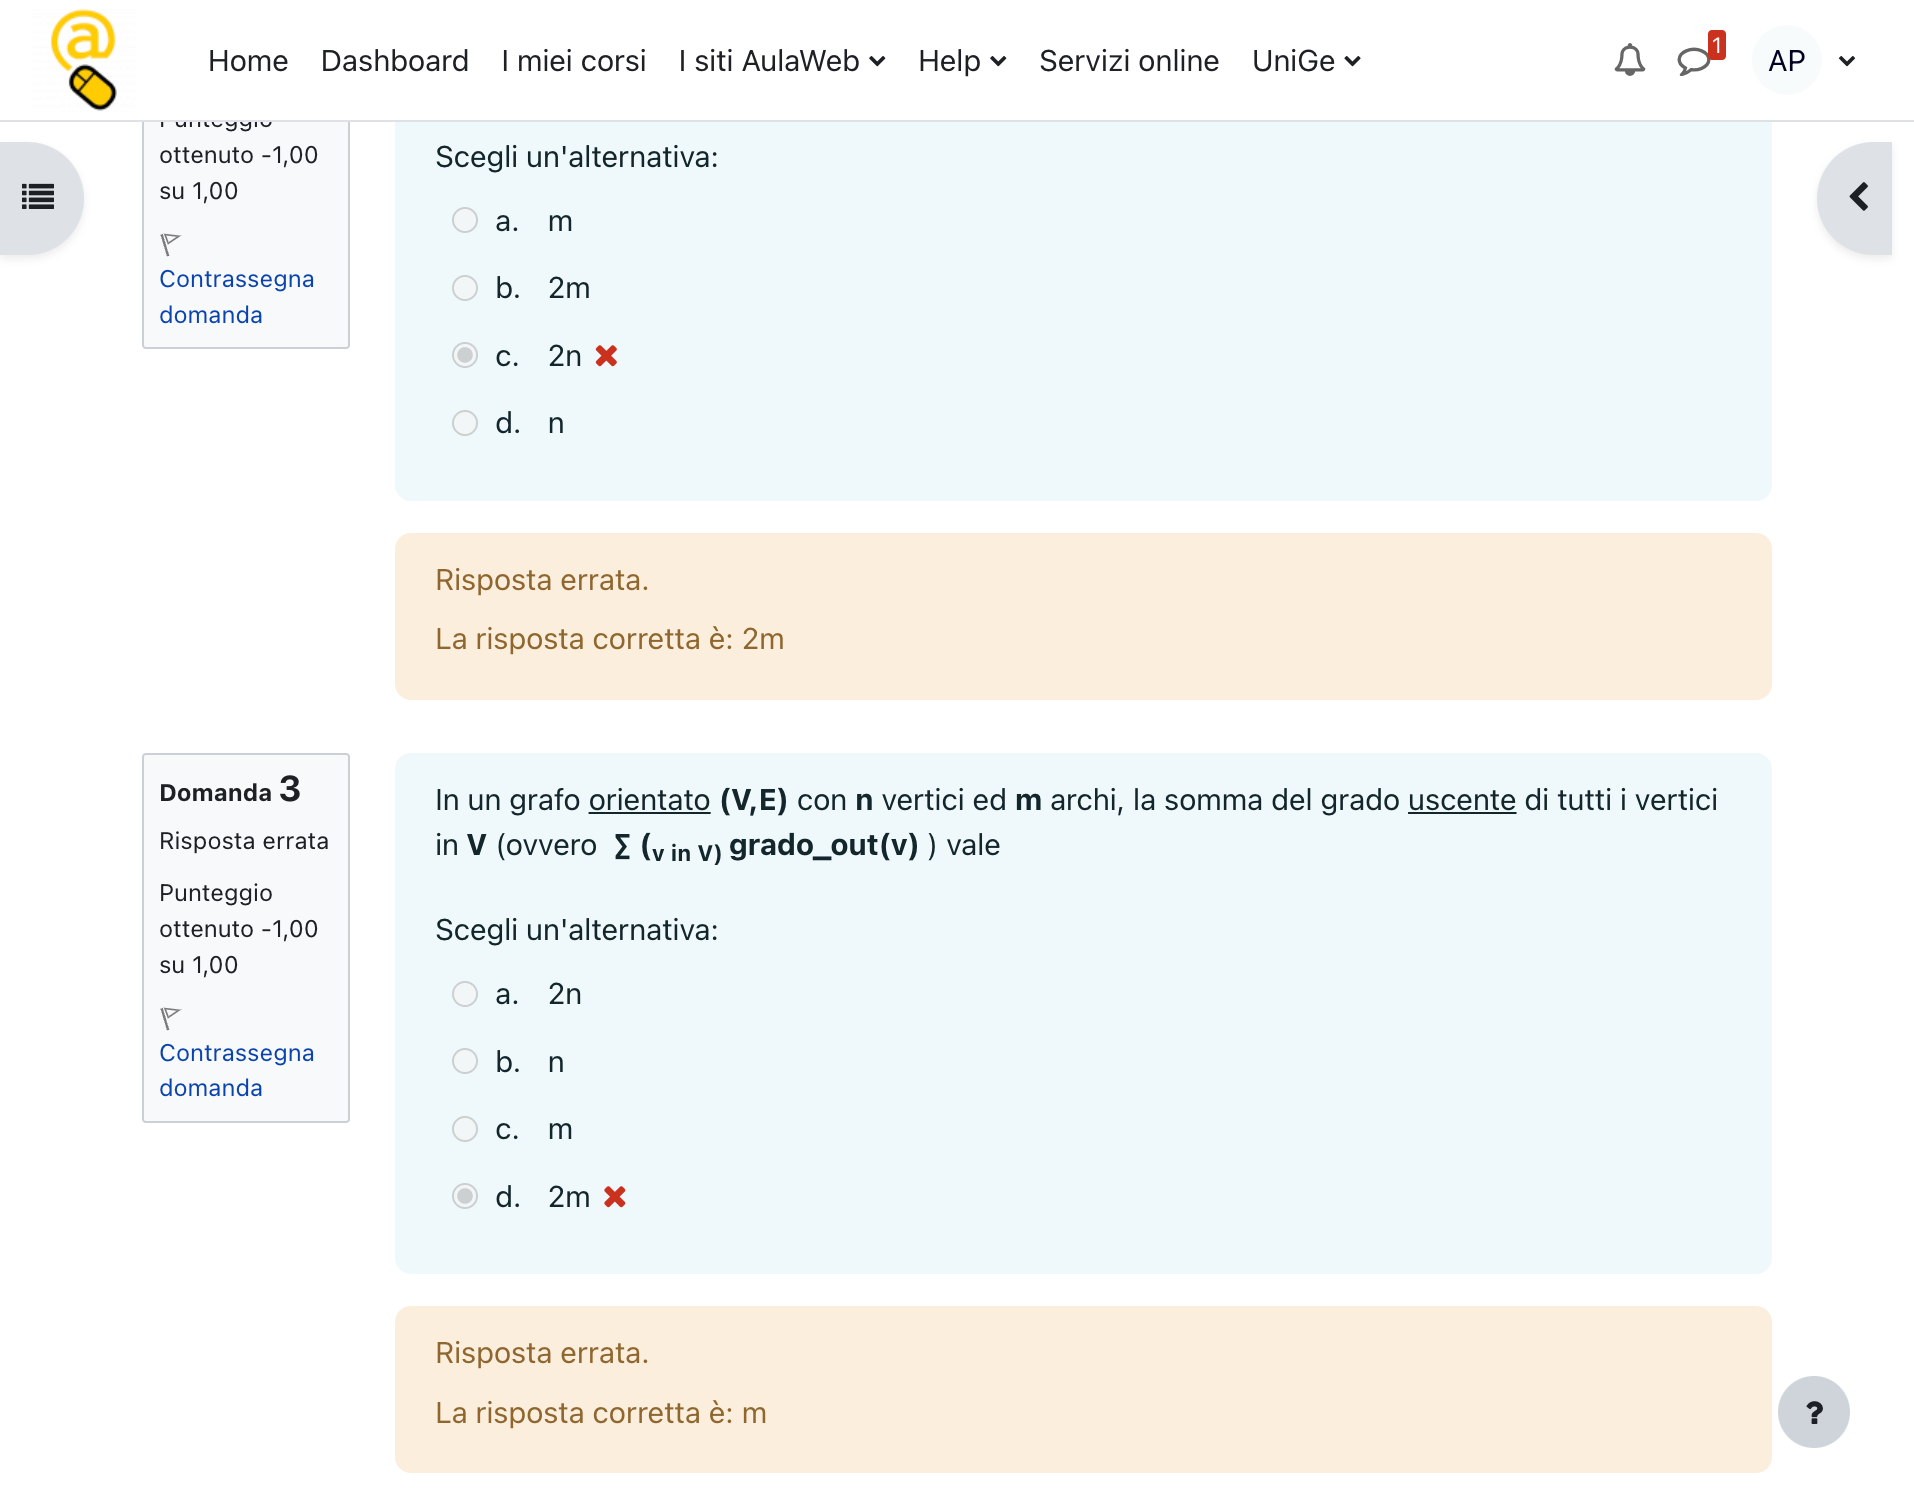 Home Dashboard I miei corsi I siti AulaWeb Help Servizi online UniGe 1 AP
Punteggio
ottenuto -1,00
su 1,00
Contrassegna
domanda
Scegli un'alternativa:
a. m
b. 2m
c. 2n
d. n
Risposta errata.
La risposta corretta è: 2m
Domanda 3
Risposta errata
Punteggio
ottenuto -1,00
su 1,00
Contrassegna
domanda
In un grafo orientato (V,E) con n vertici ed m archi, la somma del grado uscente di tutti i vertici
in V (ovvero ∑ (v in V) grado_out(v) ) vale
Scegli un'alternativa:
a. 2n
b. n
c. m
d. 2m
Risposta errata.
La risposta corretta è: m
?